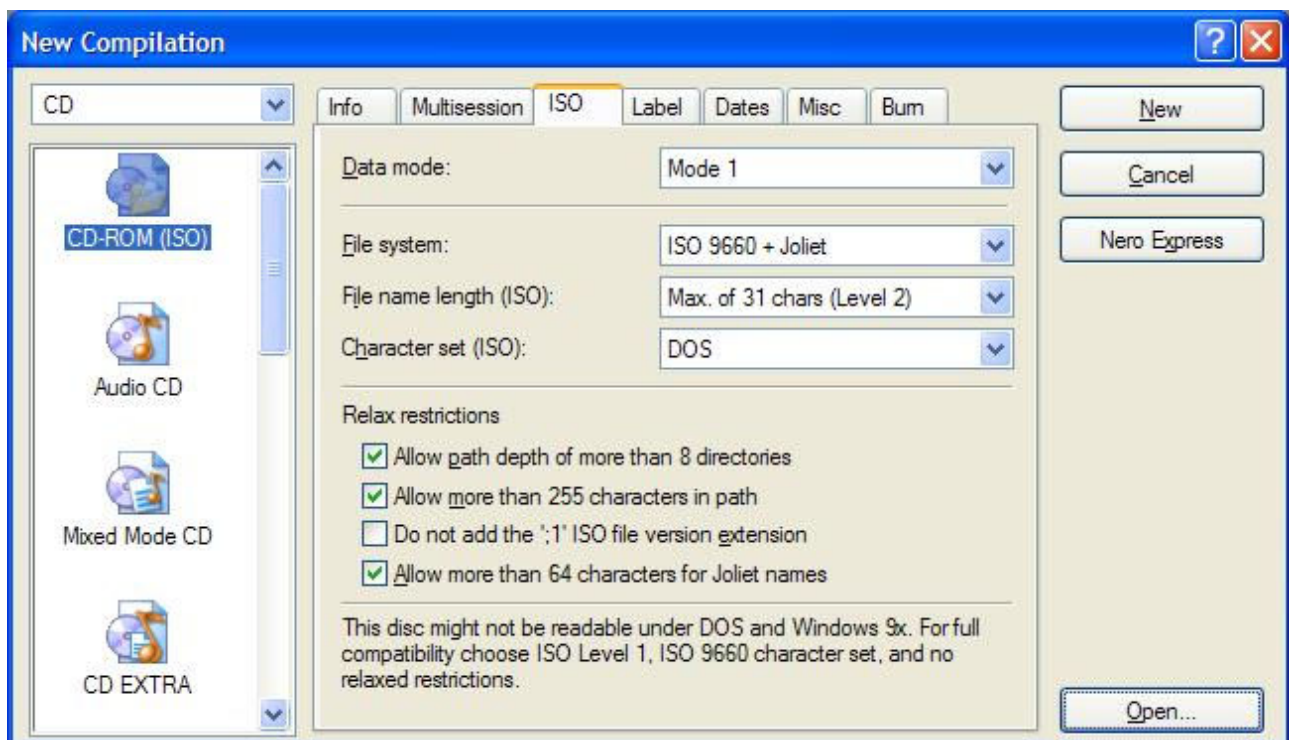 New Compilation
CD
CD-ROM (ISO)
Audio CD
Mixed Mode CD
CD EXTRA
Info
Multisession
ISO
Label
Dates
Misc
Burn
Data mode:
Mode 1
File system:
ISO 9660 + Joliet
File name length (ISO):
Max. of 31 chars (Level 2)
Character set (ISO):
DOS
Relax restrictions
Allow path depth of more than 8 directories
Allow more than 255 characters in path
Do not add the ';1' ISO file version extension
Allow more than 64 characters for Joliet names
This disc might not be readable under DOS and Windows 9x. For full
compatibility choose ISO Level 1, ISO 9660 character set, and no
relaxed restrictions.
New
Cancel
Nero Express
Open...